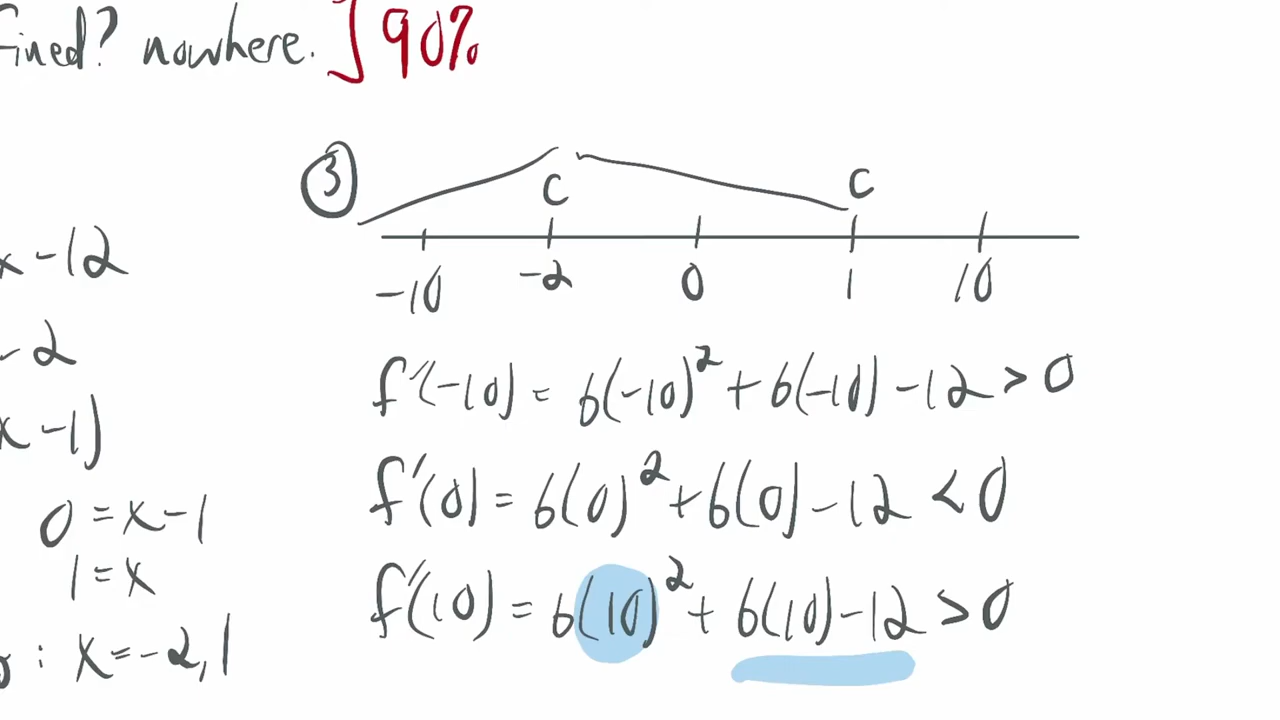 fined? nowhere. ] 90%
③
C C
-10 -2 0 1 10
x -12
- 2
x -1)
0 = x -1
1 = x
: x = -2, 1
f'(-10) = 6(-10)² + 6(-10) -12 > 0
f'(0) = 6(0)² + 6(0) -12 < 0
f'(10) = 6(10)² + 6(10) -12 > 0